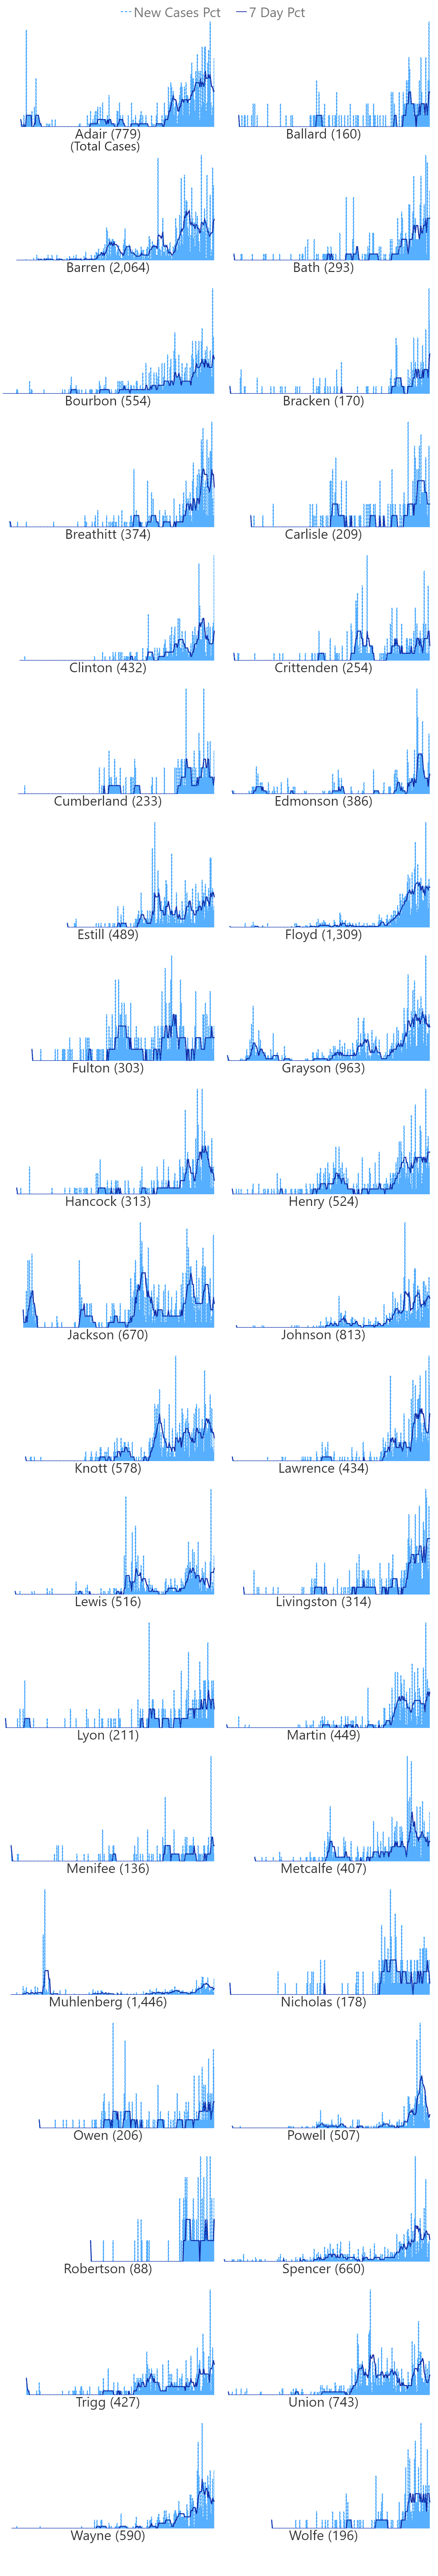 New Cases Pct 7 Day Pct
Adair (779)
(Total Cases)
Ballard (160)
Barren (2,064)
Bath (293)
Bourbon (554)
Bracken (170)
Breathitt (374)
Carlisle (209)
Clinton (432)
Crittenden (254)
Cumberland (233)
Edmonson (386)
Estill (489)
Floyd (1,309)
Fulton (303)
Grayson (963)
Hancock (313)
Henry (524)
Jackson (670)
Johnson (813)
Knott (578)
Lawrence (434)
Lewis (516)
Livingston (314)
Lyon (211)
Martin (449)
Menifee (136)
Metcalfe (407)
Muhlenberg (1,446)
Nicholas (178)
Owen (206)
Powell (507)
Robertson (88)
Spencer (660)
Trigg (427)
Union (743)
Wayne (590)
Wolfe (196)